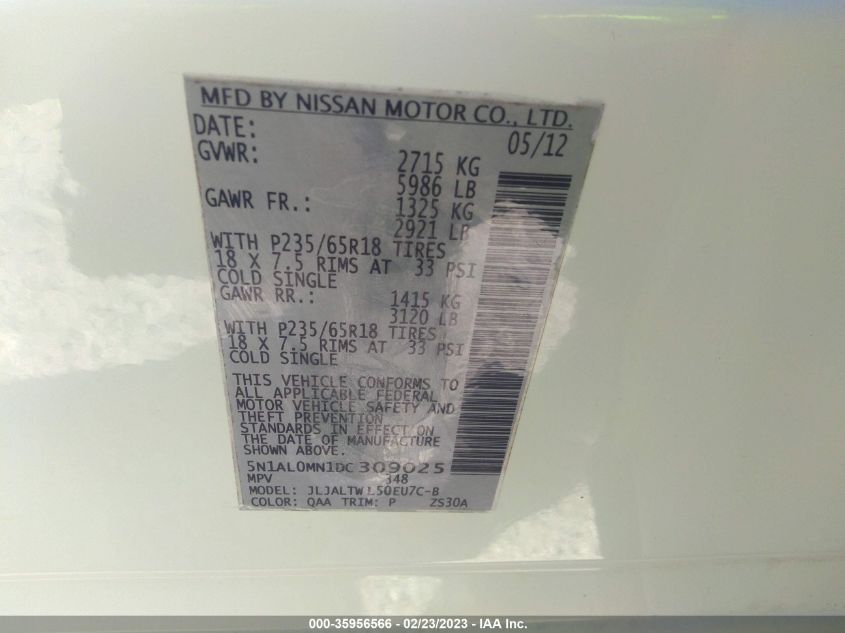 MFD BY NISSAN MOTOR CO., LTD.
DATE: 05/12
GVWR: 2715 KG
5986 LB
GAWR FR.: 1325 KG
2921 LB
WITH P235/65R18 TIRES
18 X 7.5 RIMS AT 33 PSI
COLD SINGLE
GAWR RR.: 1415 KG
3120 LB
WITH P235/65R18 TIRES
18 X 7.5 RIMS AT 33 PSI
COLD SINGLE
THIS VEHICLE CONFORMS TO
ALL APPLICABLE FEDERAL
MOTOR VEHICLE SAFETY AND
THEFT PREVENTION
STANDARDS IN EFFECT ON
THE DATE OF MANUFACTURE
SHOWN ABOVE.
5N1AL0MN1DC309025
MPV 348
MODEL: JLJALTWL50EU7C-B
COLOR: QAA TRIM: P ZS30A
000-35956566 - 02/23/2023 - IAA Inc.